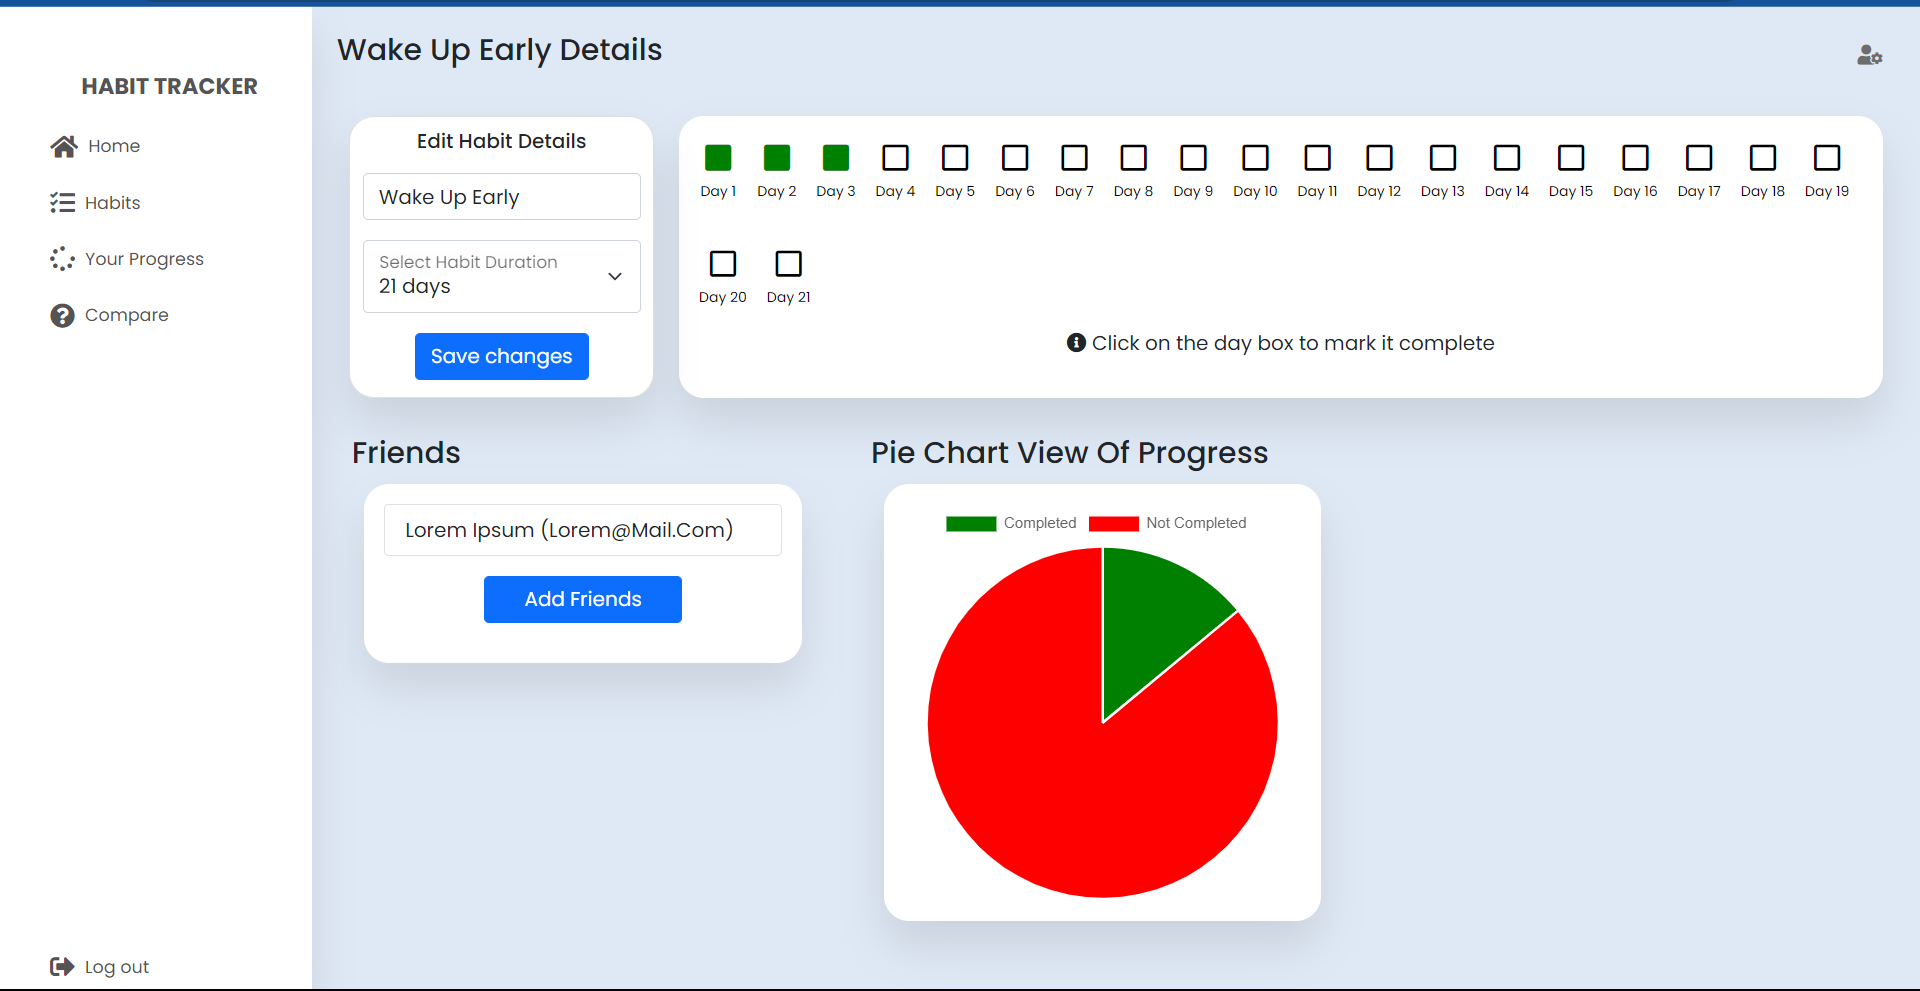 HABIT TRACKER
Home
Habits
Your Progress
Compare
Log out
Wake Up Early Details
Edit Habit Details
Wake Up Early
Select Habit Duration
21 days
Save changes
Day 1 Day 2 Day 3 Day 4 Day 5 Day 6 Day 7 Day 8 Day 9 Day 10 Day 11 Day 12 Day 13 Day 14 Day 15 Day 16 Day 17 Day 18 Day 19
Day 20 Day 21
Click on the day box to mark it complete
Friends
Lorem Ipsum (Lorem@Mail.Com)
Add Friends
Pie Chart View Of Progress
Completed Not Completed